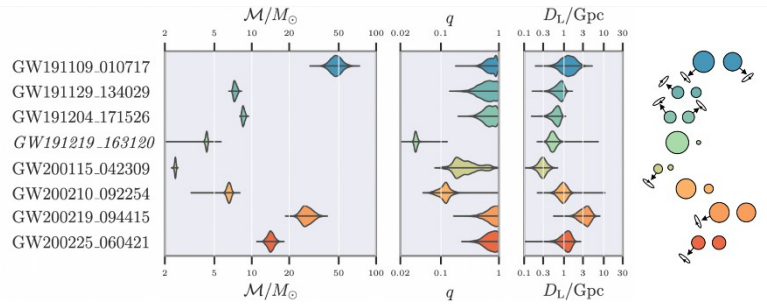 ℳ/M⊙ q D_L/Gpc
2 5 10 20 50 100 0.02 0.1 1 0.1 0.3 1 3 10 30
GW191109_010717
GW191129_134029
GW191204_171526
GW191219_163120
GW200115_042309
GW200210_092254
GW200219_094415
GW200225_060421
2 5 10 20 50 100 0.02 0.1 1 0.1 0.3 1 3 10 30
ℳ/M⊙ q D_L/Gpc